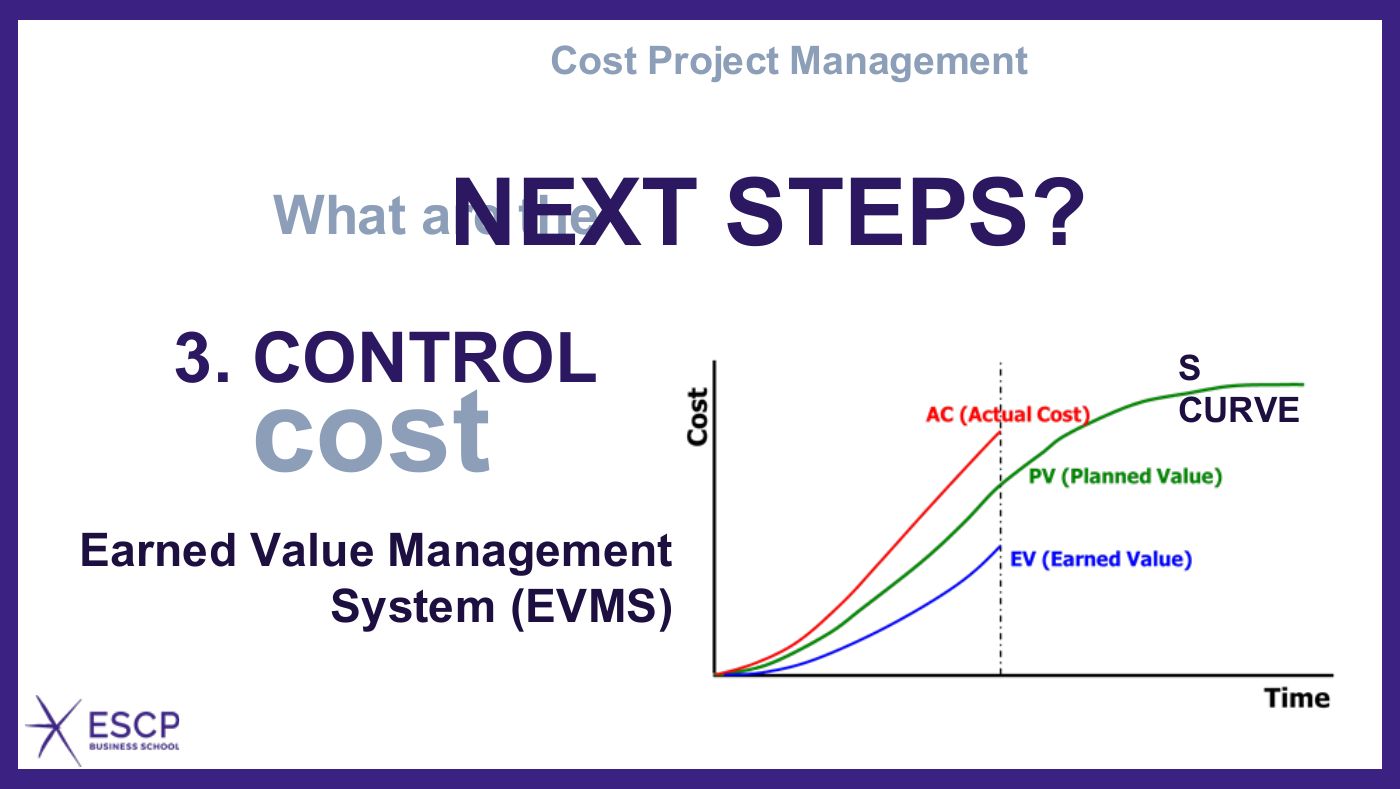 Cost Project Management
What are the NEXT STEPS?
3. CONTROL
cost
Earned Value Management
System (EVMS)
Cost
AC (Actual Cost)
S
CURVE
PV (Planned Value)
EV (Earned Value)
Time
ESCP
BUSINESS SCHOOL